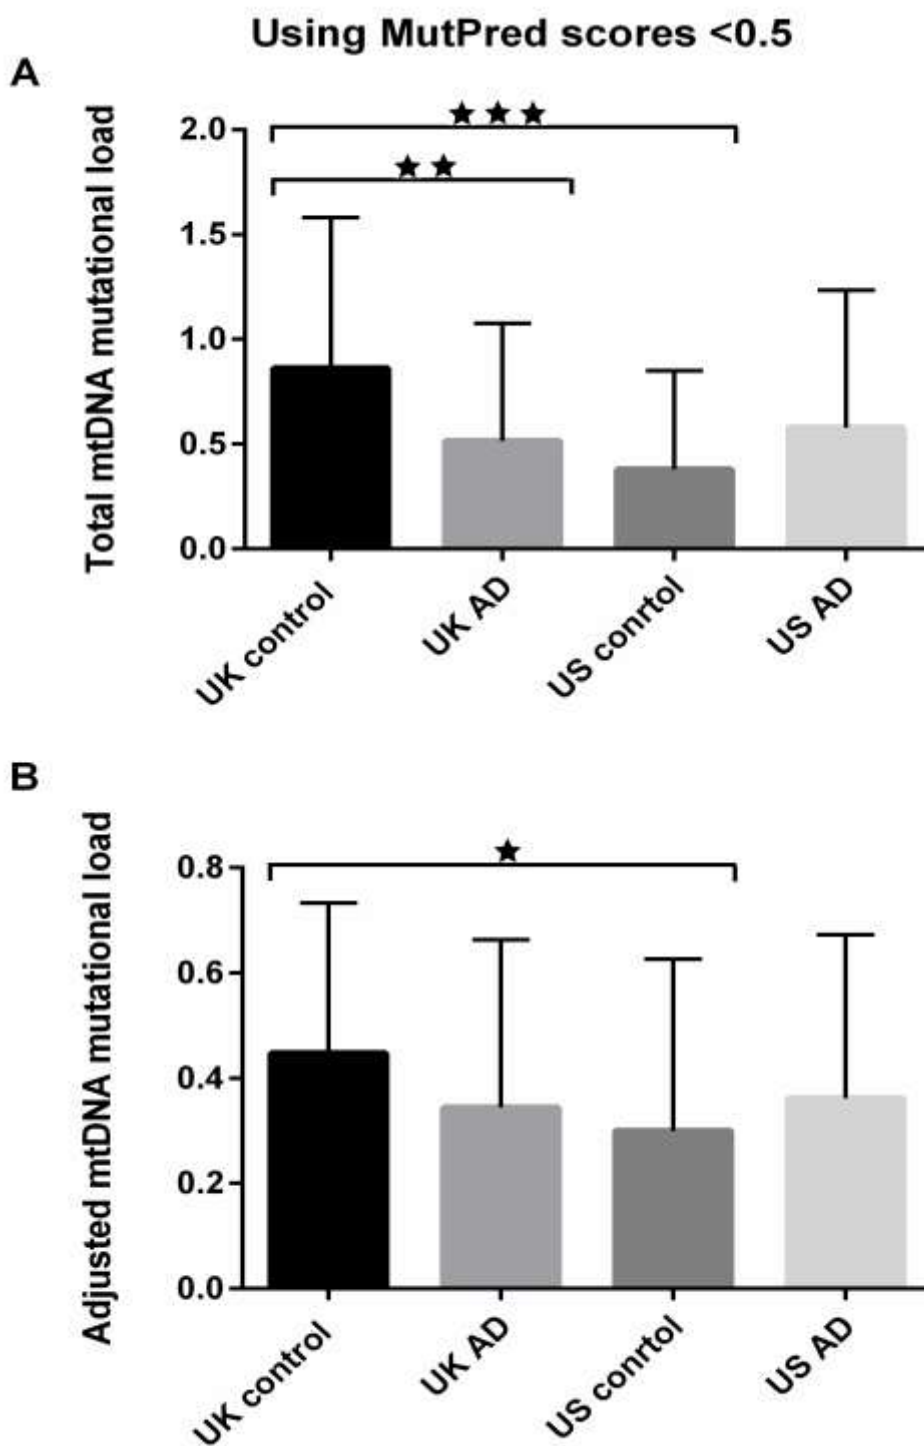 Using MutPred scores <0.5
A
Total mtDNA mutational load
2.0
1.5
1.0
0.5
0.0
UK control
UK AD
US conrtol
US AD
B
Adjusted mtDNA mutational load
0.8
0.6
0.4
0.2
0.0
UK control
UK AD
US conrtol
US AD